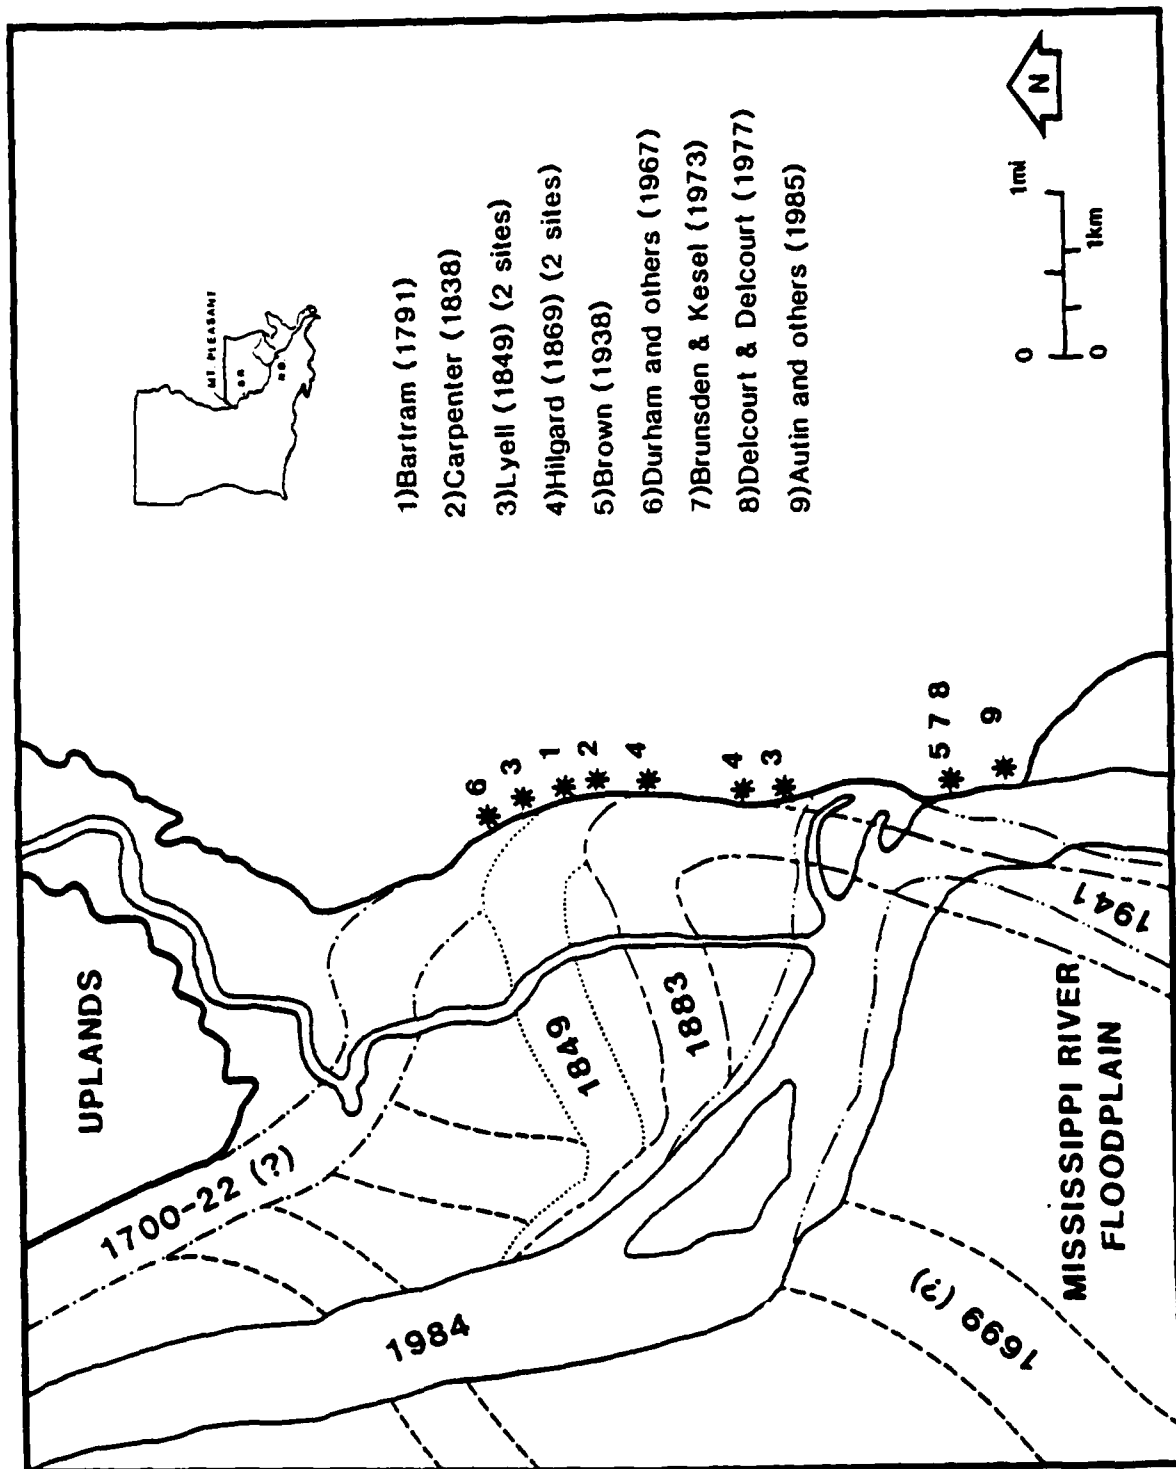 MT. PLEASANT
B.R.
N.O.
1)Bartram (1791)
2)Carpenter (1838)
3)Lyell (1849) (2 sites)
4)Hilgard (1869) (2 sites)
5)Brown (1938)
6)Durham and others (1967)
7)Brunsden & Kesel (1973)
8)Delcourt & Delcourt (1977)
9)Autin and others (1985)
0 1mi
0 1km
N
6
3
1
2
4
4
3
5 7 8
9
UPLANDS
1700-22 (?)
1849
1883
1941
1984
1699 (?)
MISSISSIPPI RIVER
FLOODPLAIN